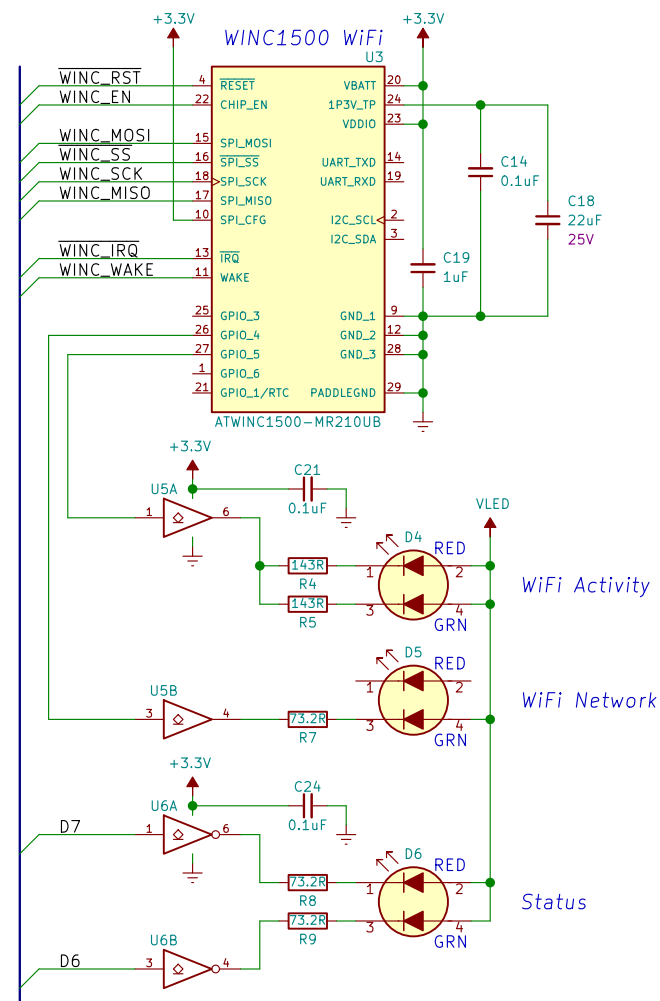 +3.3V
+3.3V
WINC1500 WiFi
U3
WINC_RST 4 RESET VBATT 20
WINC_EN 22 CHIP_EN 1P3V_TP 24
VDDIO 23
WINC_MOSI 15 SPI_MOSI
WINC_SS 16 SPI_SS UART_TXD 14
WINC_SCK 18 SPI_SCK UART_RXD 19
WINC_MISO 17 SPI_MISO
10 SPI_CFG I2C_SCL 2
I2C_SDA 3
WINC_IRQ 13 IRQ
WINC_WAKE 11 WAKE
C14
0.1uF
C18
22uF
25V
C19
1uF
25 GPIO_3 GND_1 9
26 GPIO_4 GND_2 12
27 GPIO_5 GND_3 28
1 GPIO_6
21 GPIO_1/RTC PADDLEGND 29
ATWINC1500-MR210UB
+3.3V
C21
0.1uF
U5A
1 6
VLED
D4
RED
143R
R4
1 2
143R
R5
3 4
GRN
WiFi Activity
D5
RED
1 2
U5B
3 4
73.2R
R7
3 4
GRN
WiFi Network
+3.3V
C24
0.1uF
U6A
D7 1 6
D6
RED
73.2R
R8
1 2
73.2R
R9
3 4
GRN
Status
U6B
D6 3 4